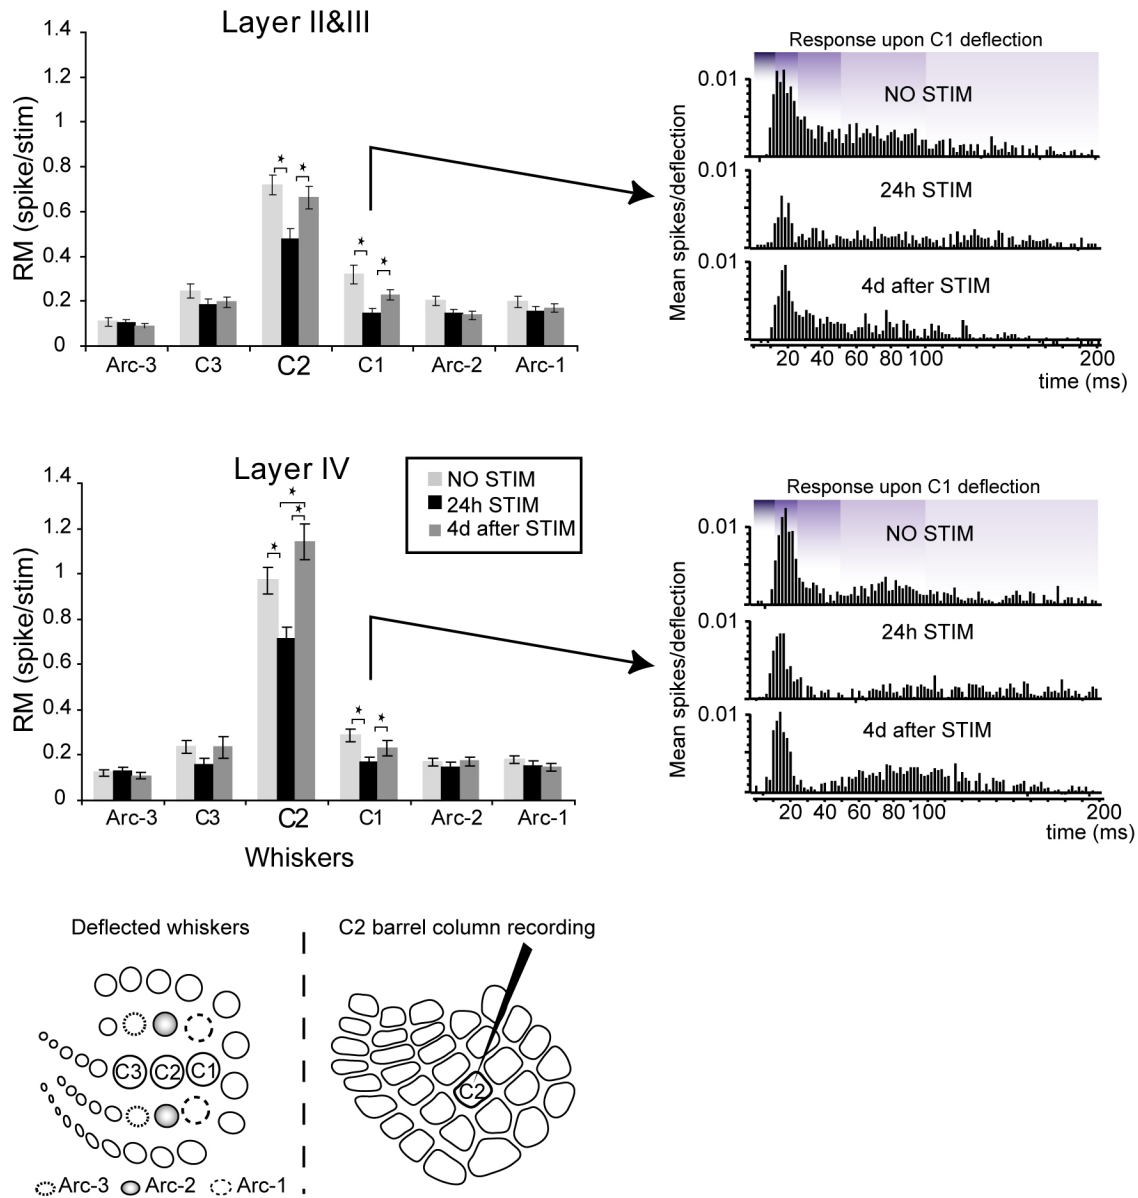 Layer II&III
1.4
1.2
1
0.8
0.6
0.4
0.2
0
RM (spike/stim)
Arc-3 C3 C2 C1 Arc-2 Arc-1
Response upon C1 deflection
Mean spikes/deflection
0.01
NO STIM
0.01
24h STIM
0.01
4d after STIM
20 40 60 80 100 200
time (ms)
Layer IV
NO STIM
24h STIM
4d after STIM
1.4
1.2
1
0.8
0.6
0.4
0.2
0
RM (spike/stim)
Arc-3 C3 C2 C1 Arc-2 Arc-1
Whiskers
Response upon C1 deflection
Mean spikes/deflection
0.01
NO STIM
0.01
24h STIM
0.01
4d after STIM
20 40 60 80 100 200
time (ms)
Deflected whiskers
C3 C2 C1
Arc-3 Arc-2 Arc-1
C2 barrel column recording
C2